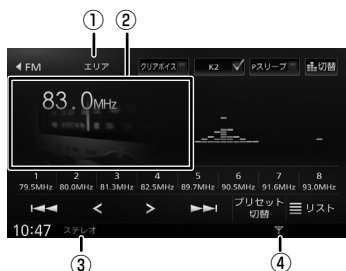 ① ②
◀ FM エリア クリアボイス K2 Pスリープ 切替
83.0MHz
1 2 3 4 5 6 7 8
79.5MHz 80.0MHz 81.3MHz 82.5MHz 89.7MHz 90.5MHz 91.6MHz 93.0MHz
プリセット
切替 リスト
10:47 ステレオ
③ ④